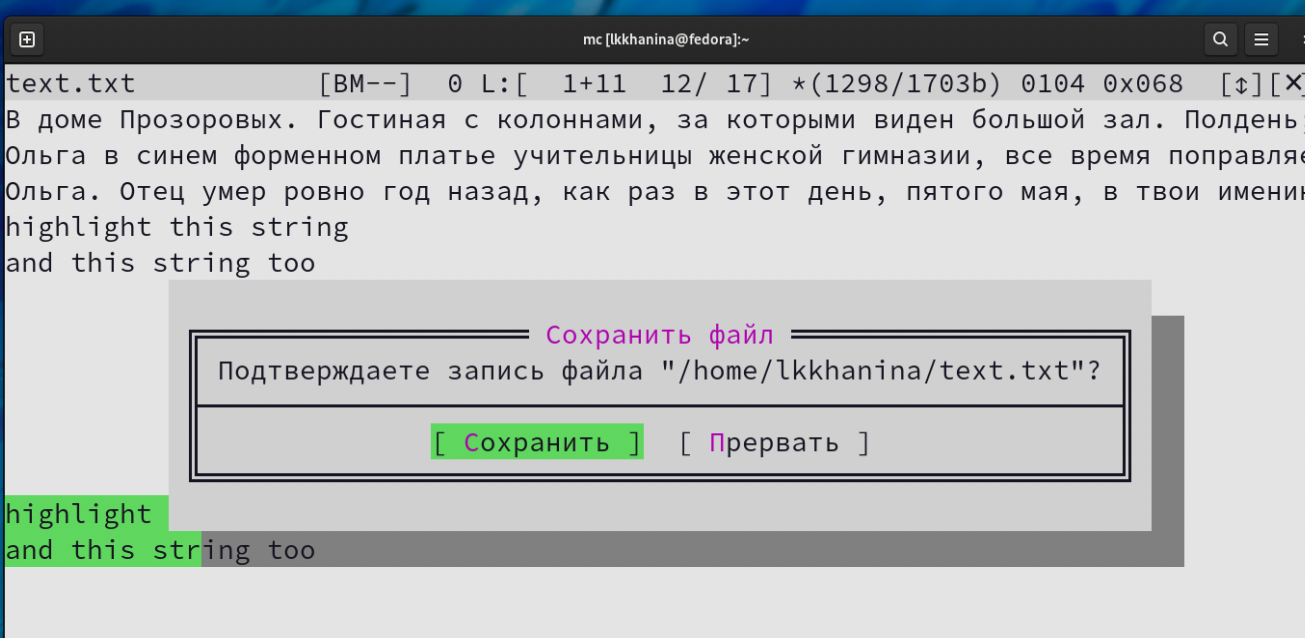 mc [lkkhanina@fedora]:~
text.txt [BM--] 0 L:[ 1+11 12/ 17] *(1298/1703b) 0104 0x068 [↕][✕]
В доме Прозоровых. Гостиная с колоннами, за которыми виден большой зал. Полдень;
Ольга в синем форменном платье учительницы женской гимназии, все время
Ольга. Отец умер ровно год назад, как раз в этот день, пятого мая, в твои
highlight this string
and this string too
Сохранить файл
Подтверждаете запись файла "/home/lkkhanina/text.txt"?
[ Сохранить ] [ Прервать ]
highlight
and this string too